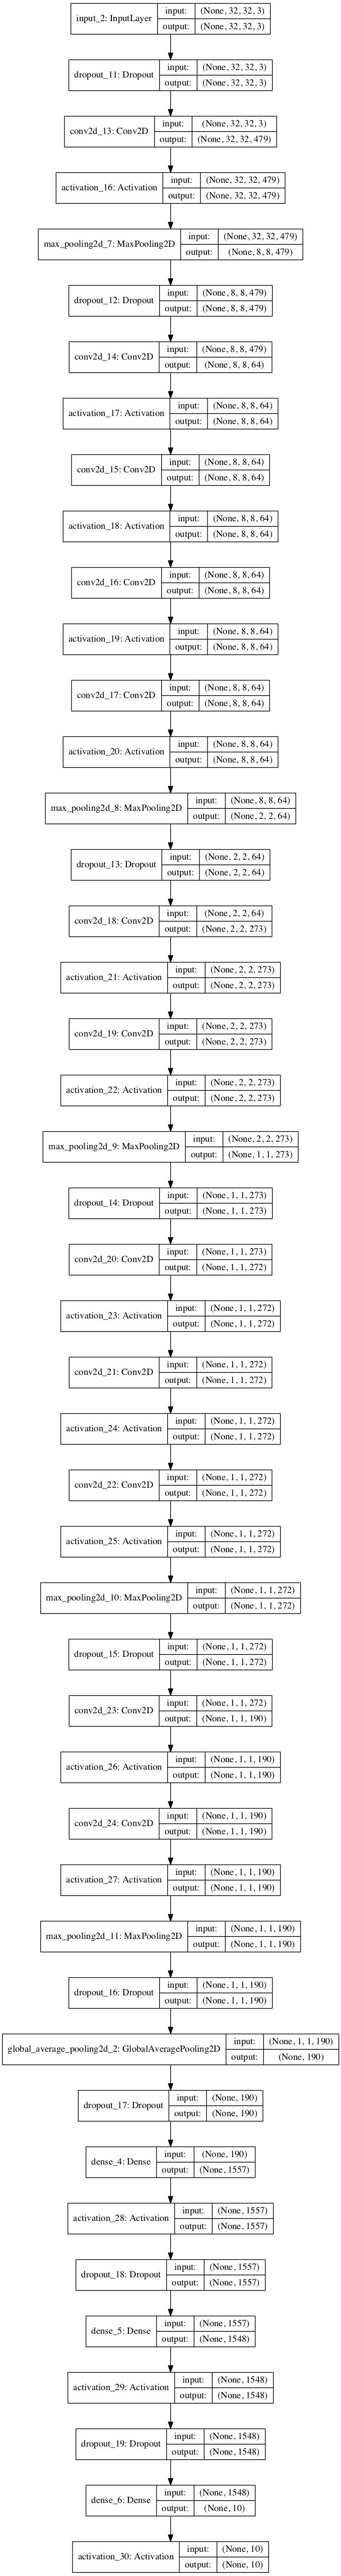 input_2: InputLayer
input: (None, 32, 32, 3)
output: (None, 32, 32, 3)
dropout_11: Dropout
input: (None, 32, 32, 3)
output: (None, 32, 32, 3)
conv2d_13: Conv2D
input: (None, 32, 32, 3)
output: (None, 32, 32, 479)
activation_16: Activation
input: (None, 32, 32, 479)
output: (None, 32, 32, 479)
max_pooling2d_7: MaxPooling2D
input: (None, 32, 32, 479)
output: (None, 8, 8, 479)
dropout_12: Dropout
input: (None, 8, 8, 479)
output: (None, 8, 8, 479)
conv2d_14: Conv2D
input: (None, 8, 8, 479)
output: (None, 8, 8, 64)
activation_17: Activation
input: (None, 8, 8, 64)
output: (None, 8, 8, 64)
conv2d_15: Conv2D
input: (None, 8, 8, 64)
output: (None, 8, 8, 64)
activation_18: Activation
input: (None, 8, 8, 64)
output: (None, 8, 8, 64)
conv2d_16: Conv2D
input: (None, 8, 8, 64)
output: (None, 8, 8, 64)
activation_19: Activation
input: (None, 8, 8, 64)
output: (None, 8, 8, 64)
conv2d_17: Conv2D
input: (None, 8, 8, 64)
output: (None, 8, 8, 64)
activation_20: Activation
input: (None, 8, 8, 64)
output: (None, 8, 8, 64)
max_pooling2d_8: MaxPooling2D
input: (None, 8, 8, 64)
output: (None, 2, 2, 64)
dropout_13: Dropout
input: (None, 2, 2, 64)
output: (None, 2, 2, 64)
conv2d_18: Conv2D
input: (None, 2, 2, 64)
output: (None, 2, 2, 273)
activation_21: Activation
input: (None, 2, 2, 273)
output: (None, 2, 2, 273)
conv2d_19: Conv2D
input: (None, 2, 2, 273)
output: (None, 2, 2, 273)
activation_22: Activation
input: (None, 2, 2, 273)
output: (None, 2, 2, 273)
max_pooling2d_9: MaxPooling2D
input: (None, 2, 2, 273)
output: (None, 1, 1, 273)
dropout_14: Dropout
input: (None, 1, 1, 273)
output: (None, 1, 1, 273)
conv2d_20: Conv2D
input: (None, 1, 1, 273)
output: (None, 1, 1, 272)
activation_23: Activation
input: (None, 1, 1, 272)
output: (None, 1, 1, 272)
conv2d_21: Conv2D
input: (None, 1, 1, 272)
output: (None, 1, 1, 272)
activation_24: Activation
input: (None, 1, 1, 272)
output: (None, 1, 1, 272)
conv2d_22: Conv2D
input: (None, 1, 1, 272)
output: (None, 1, 1, 272)
activation_25: Activation
input: (None, 1, 1, 272)
output: (None, 1, 1, 272)
max_pooling2d_10: MaxPooling2D
input: (None, 1, 1, 272)
output: (None, 1, 1, 272)
dropout_15: Dropout
input: (None, 1, 1, 272)
output: (None, 1, 1, 272)
conv2d_23: Conv2D
input: (None, 1, 1, 272)
output: (None, 1, 1, 190)
activation_26: Activation
input: (None, 1, 1, 190)
output: (None, 1, 1, 190)
conv2d_24: Conv2D
input: (None, 1, 1, 190)
output: (None, 1, 1, 190)
activation_27: Activation
input: (None, 1, 1, 190)
output: (None, 1, 1, 190)
max_pooling2d_11: MaxPooling2D
input: (None, 1, 1, 190)
output: (None, 1, 1, 190)
dropout_16: Dropout
input: (None, 1, 1, 190)
output: (None, 1, 1, 190)
global_average_pooling2d_2: GlobalAveragePooling2D
input: (None, 1, 1, 190)
output: (None, 190)
dropout_17: Dropout
input: (None, 190)
output: (None, 190)
dense_4: Dense
input: (None, 190)
output: (None, 1557)
activation_28: Activation
input: (None, 1557)
output: (None, 1557)
dropout_18: Dropout
input: (None, 1557)
output: (None, 1557)
dense_5: Dense
input: (None, 1557)
output: (None, 1548)
activation_29: Activation
input: (None, 1548)
output: (None, 1548)
dropout_19: Dropout
input: (None, 1548)
output: (None, 1548)
dense_6: Dense
input: (None, 1548)
output: (None, 10)
activation_30: Activation
input: (None, 10)
output: (None, 10)